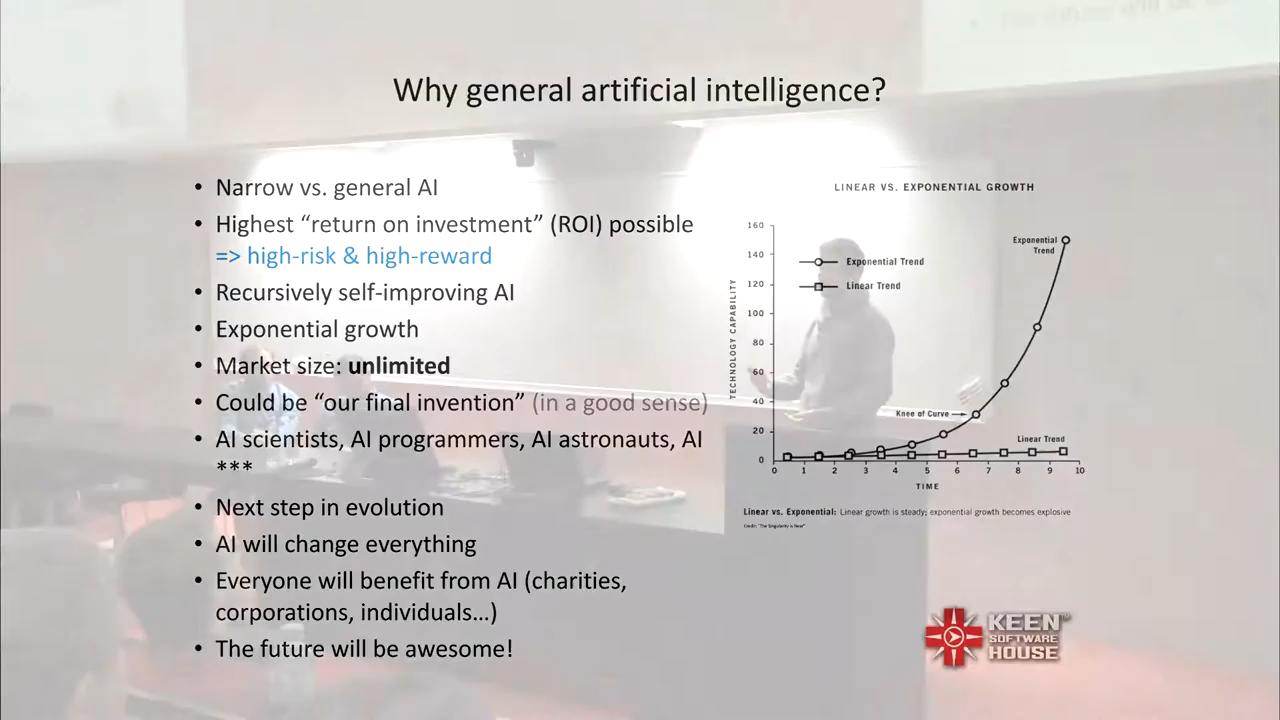 Why general artificial intelligence?
• Narrow vs. general AI
• Highest “return on investment” (ROI) possible
=> high-risk & high-reward
• Recursively self-improving AI
• Exponential growth
• Market size: unlimited
• Could be “our final invention” (in a good sense)
• AI scientists, AI programmers, AI astronauts, AI
***
• Next step in evolution
• AI will change everything
• Everyone will benefit from AI (charities,
corporations, individuals…)
• The future will be awesome!
LINEAR VS. EXPONENTIAL GROWTH
TECHNOLOGY CAPABILITY
160
140
120
100
80
60
40
20
0
Exponential Trend
Linear Trend
Exponential
Trend
Knee of Curve
Linear Trend
0 1 2 3 4 5 6 7 8 9 10
TIME
Linear vs. Exponential: Linear growth is steady; exponential growth becomes explosive
Credit: "The Singularity is Near"
KEEN™
SOFTWARE
HOUSE